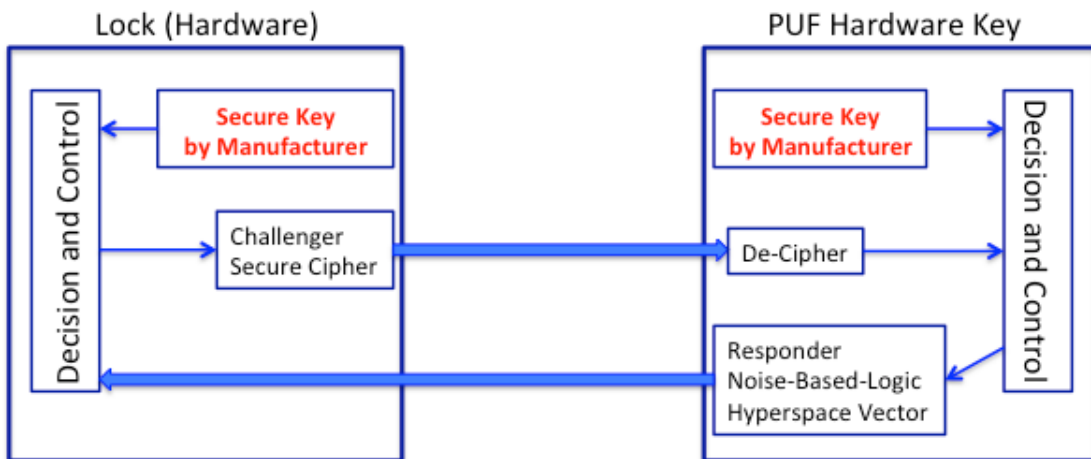 Lock (Hardware)
PUF Hardware Key
Decision and Control
Secure Key
by Manufacturer
Challenger
Secure Cipher
Secure Key
by Manufacturer
De-Cipher
Responder
Noise-Based-Logic
Hyperspace Vector
Decision and Control